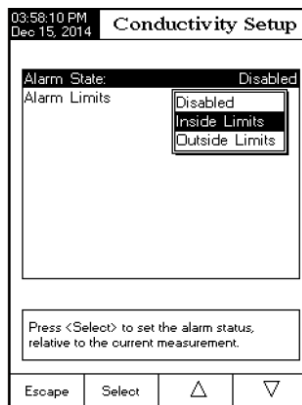 03:58:10 PM
Dec 15, 2014
Conductivity Setup
Alarm State: Disabled
Alarm Limits
Disabled
Inside Limits
Outside Limits
Press <Select> to set the alarm status,
relative to the current measurement.
Escape Select △ ▽